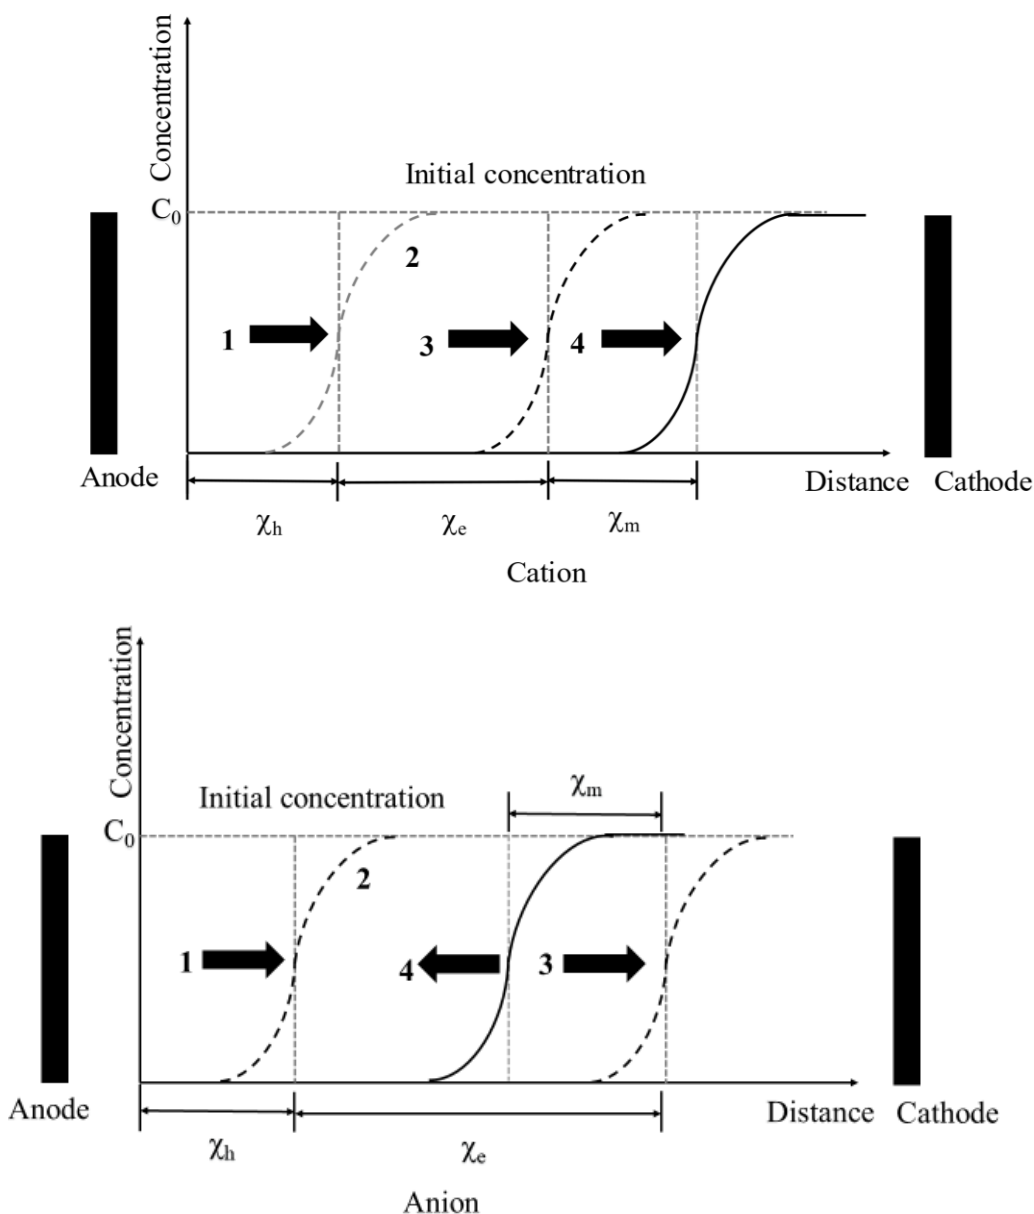 Concentration
Initial concentration
C₀
2
1
3
4
Anode
Distance
Cathode
χₕ
χₑ
χₘ
Cation
Concentration
χₘ
Initial concentration
C₀
2
1
4
3
Anode
Distance
Cathode
χₕ
χₑ
Anion